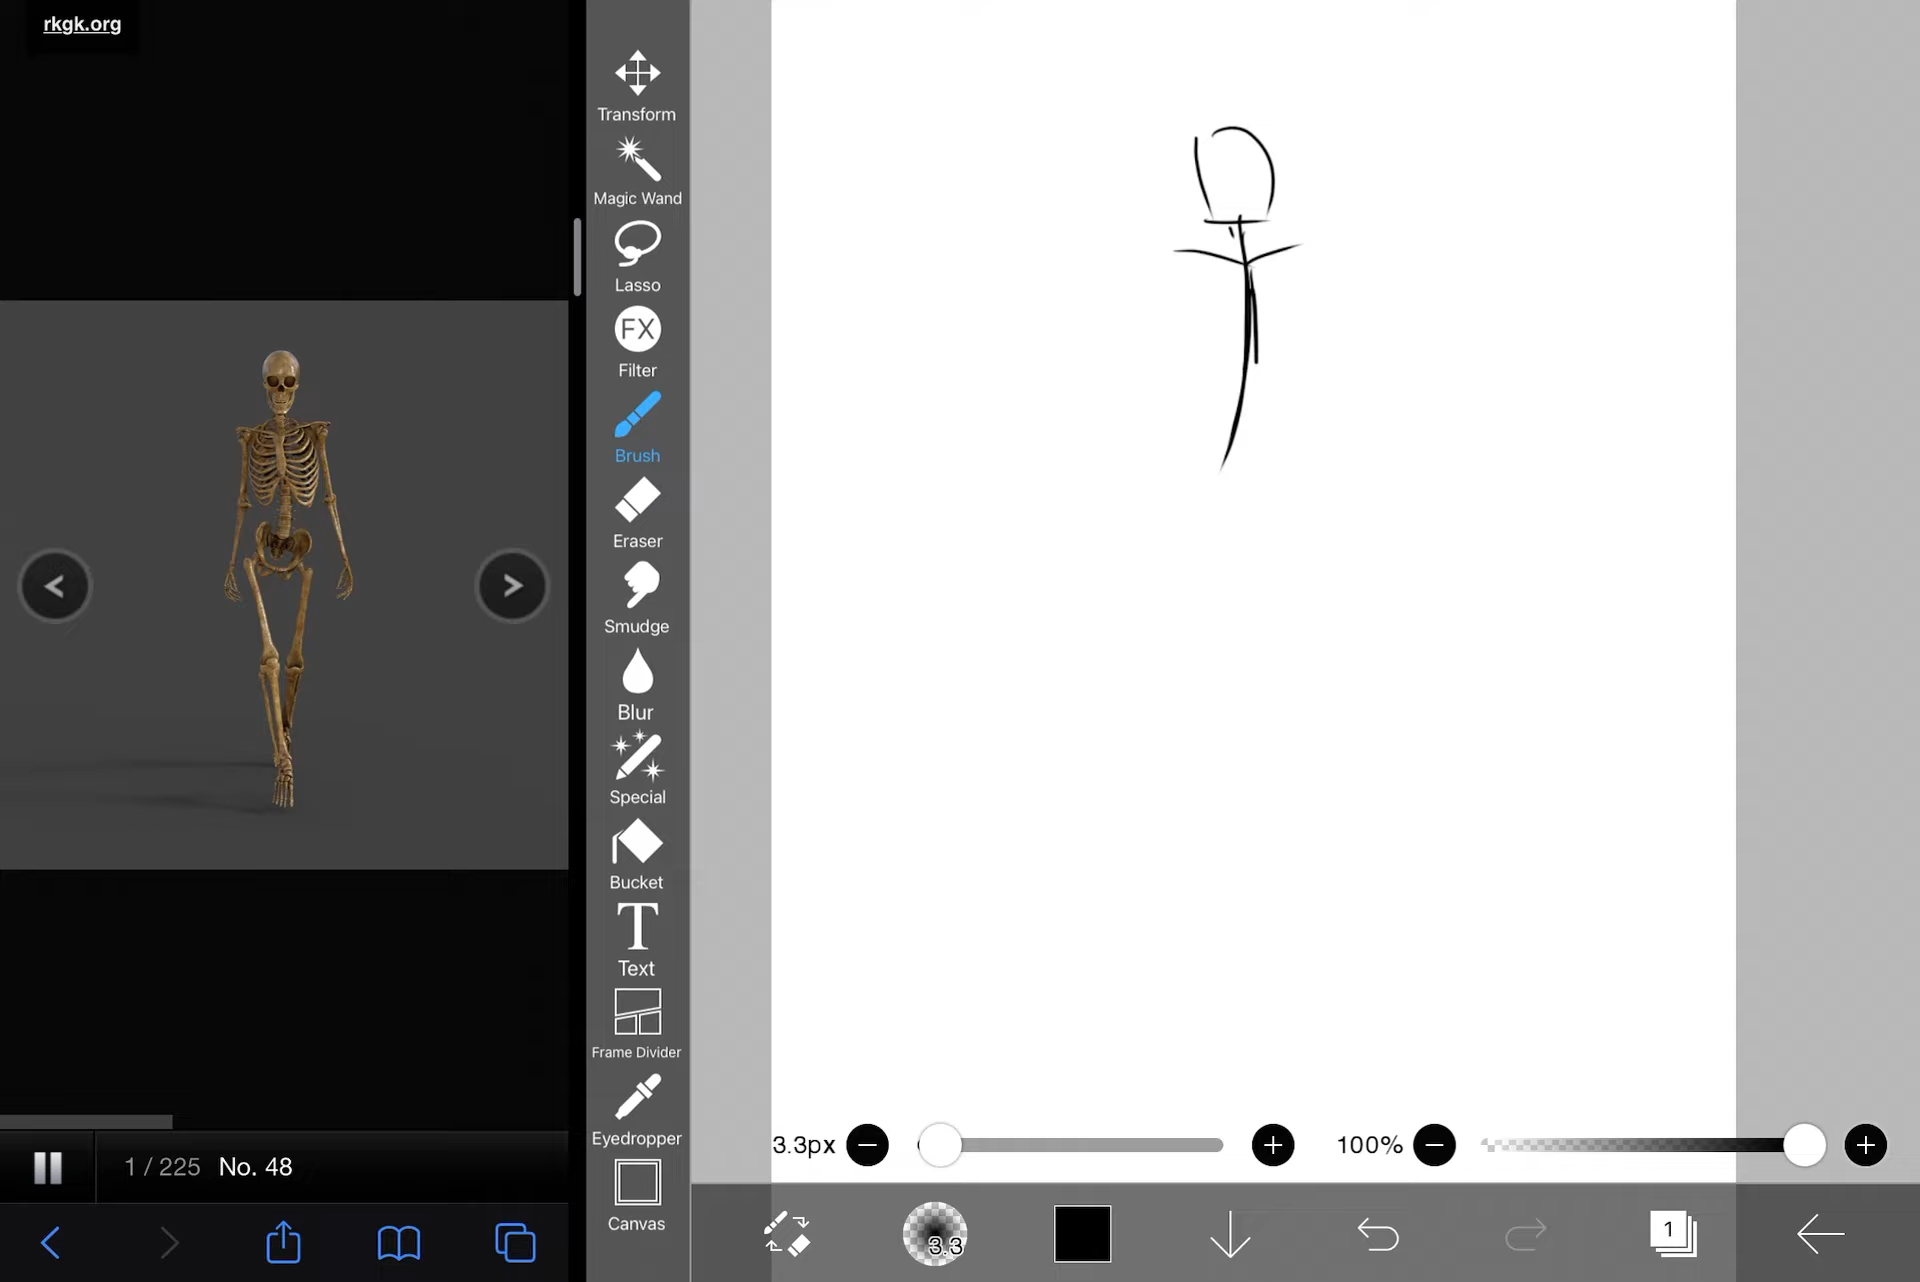 rkgk.org
Transform
Magic Wand
Lasso
FX
Filter
Brush
Eraser
Smudge
Blur
Special
Bucket
T
Text
Frame Divider
Eyedropper
Canvas
< >
1 / 225 No. 48
3.3px 100%
3.3
1